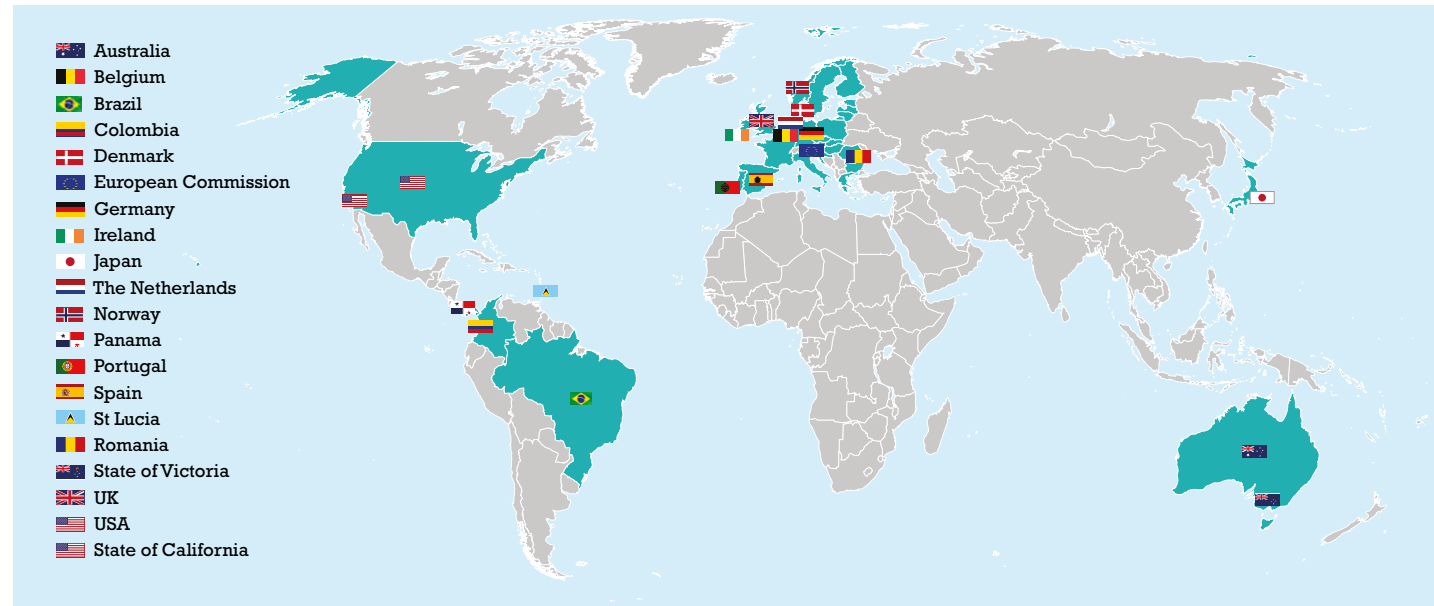 Australia
Belgium
Brazil
Colombia
Denmark
European Commission
Germany
Ireland
Japan
The Netherlands
Norway
Panama
Portugal
Spain
St Lucia
Romania
State of Victoria
UK
USA
State of California